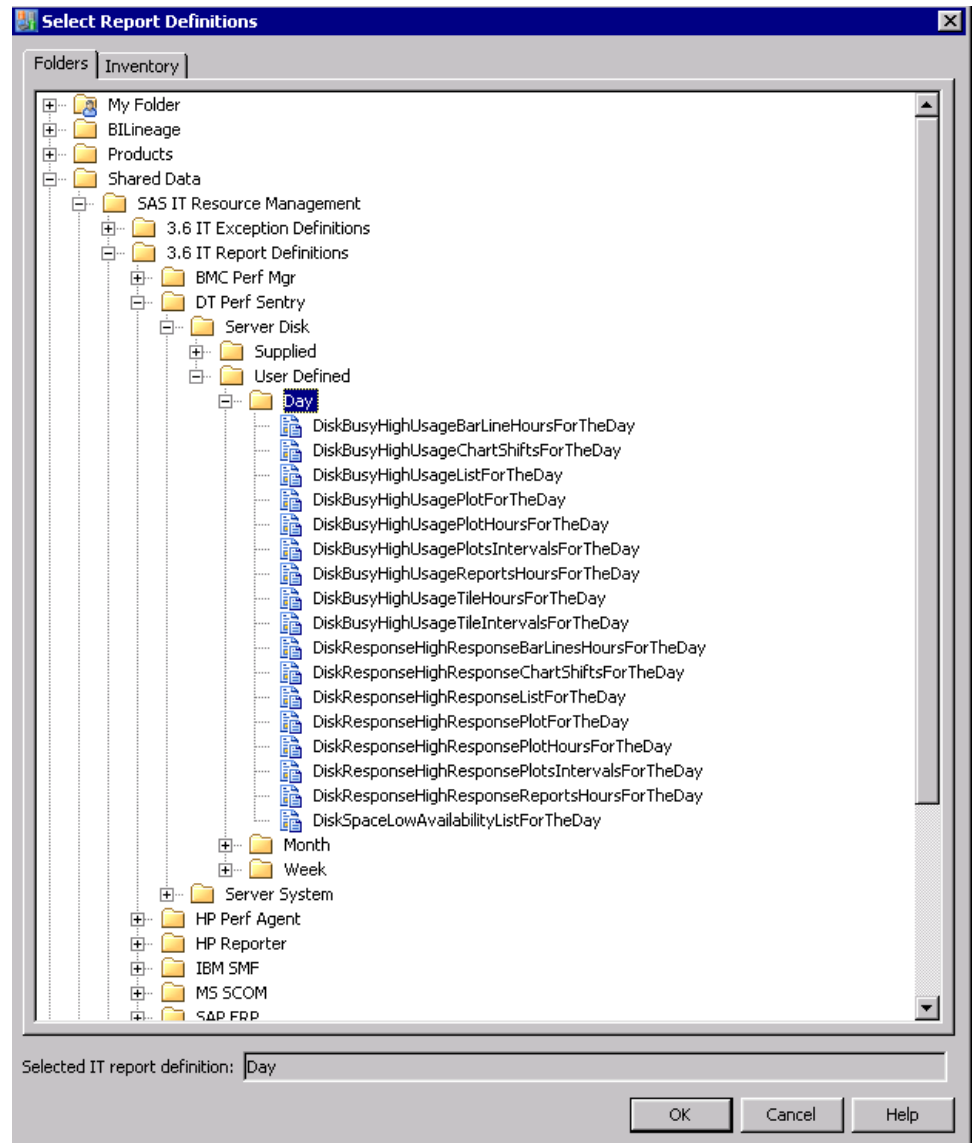 Select Report Definitions
Folders
Inventory
My Folder
BILineage
Products
Shared Data
SAS IT Resource Management
3.6 IT Exception Definitions
3.6 IT Report Definitions
BMC Perf Mgr
DT Perf Sentry
Server Disk
Supplied
User Defined
Day
DiskBusyHighUsageBarLineHoursForTheDay
DiskBusyHighUsageChartShiftsForTheDay
DiskBusyHighUsageListForTheDay
DiskBusyHighUsagePlotForTheDay
DiskBusyHighUsagePlotHoursForTheDay
DiskBusyHighUsagePlotsIntervalsForTheDay
DiskBusyHighUsageReportsHoursForTheDay
DiskBusyHighUsageTileHoursForTheDay
DiskBusyHighUsageTileIntervalsForTheDay
DiskResponseHighResponseBarLinesHoursForTheDay
DiskResponseHighResponseChartShiftsForTheDay
DiskResponseHighResponseListForTheDay
DiskResponseHighResponsePlotForTheDay
DiskResponseHighResponsePlotHoursForTheDay
DiskResponseHighResponsePlotsIntervalsForTheDay
DiskResponseHighResponseReportsHoursForTheDay
DiskSpaceLowAvailabilityListForTheDay
Month
Week
Server System
HP Perf Agent
HP Reporter
IBM SMF
MS SCOM
SAP ERP
Selected IT report definition: Day
OK Cancel Help